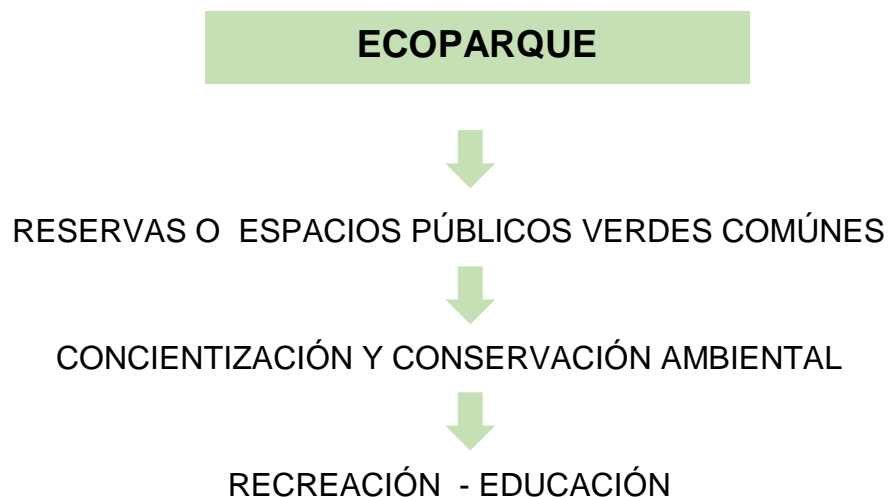 ECOPARQUE
RESERVAS O ESPACIOS PÚBLICOS VERDES COMÚNES
CONCIENTIZACIÓN Y CONSERVACIÓN AMBIENTAL
RECREACIÓN - EDUCACIÓN